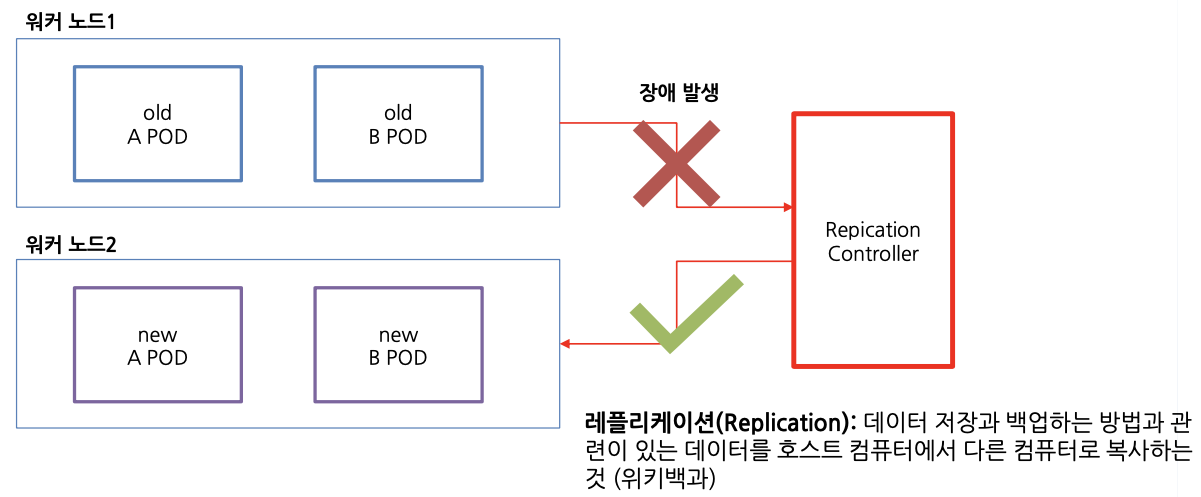 워커 노드1
old
A POD
old
B POD
장애 발생
Repication
Controller
워커 노드2
new
A POD
new
B POD
레플리케이션(Replication): 데이터 저장과 백업하는 방법과 관
련이 있는 데이터를 호스트 컴퓨터에서 다른 컴퓨터로 복사하는
것 (위키백과)